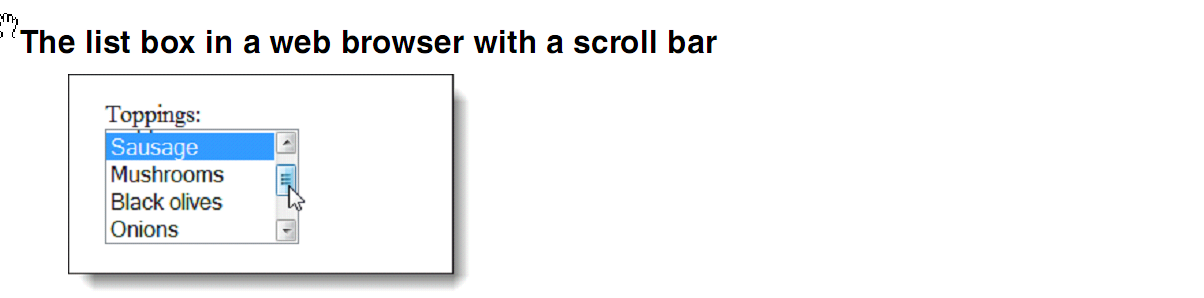 The list box in a web browser with a scroll bar
Toppings:
Sausage
Mushrooms
Black olives
Onions